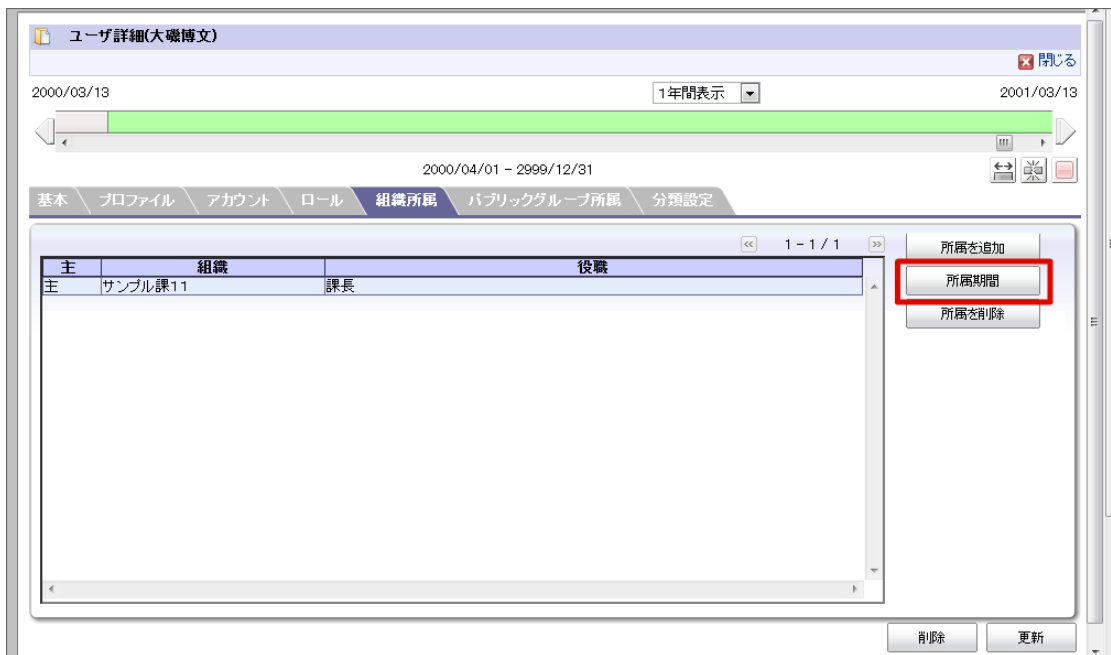 ユーザ詳細(大磯博文)
閉じる
2000/03/13 1年間表示 2001/03/13
2000/04/01 - 2999/12/31
基本 プロファイル アカウント ロール 組織所属 パブリックグループ所属 分類設定
1 - 1 / 1 所属を追加
主 組織 役職
主 サンプル課11 課長
所属期間
所属を削除
削除 更新